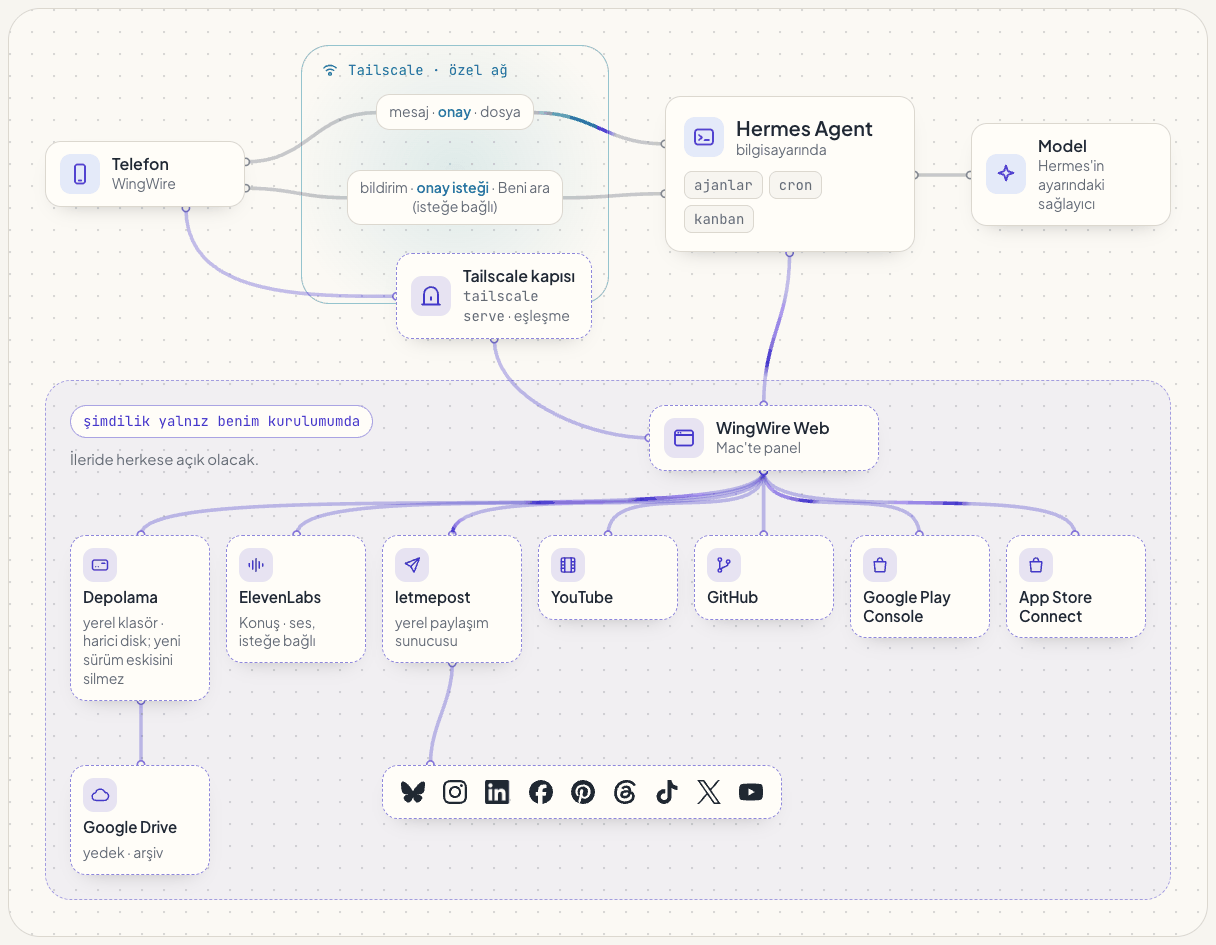 Tailscale · özel ağ
mesaj · onay · dosya
Telefon
WingWire
bildirim · onay isteği · Beni ara
(isteğe bağlı)
Hermes Agent
bilgisayarında
ajanlar
cron
kanban
Model
Hermes'in
ayarındaki
sağlayıcı
Tailscale kapısı
tailscale
serve · eşleşme
şimdilik yalnız benim kurulumumda
İleride herkese açık olacak.
WingWire Web
Mac'te panel
Depolama
yerel klasör ·
harici disk; yeni
sürüm eskisini
silmez
ElevenLabs
Konuş · ses,
isteğe bağlı
letmepost
yerel paylaşım
sunucusu
YouTube
GitHub
Google Play
Console
App Store
Connect
Google Drive
yedek · arşiv